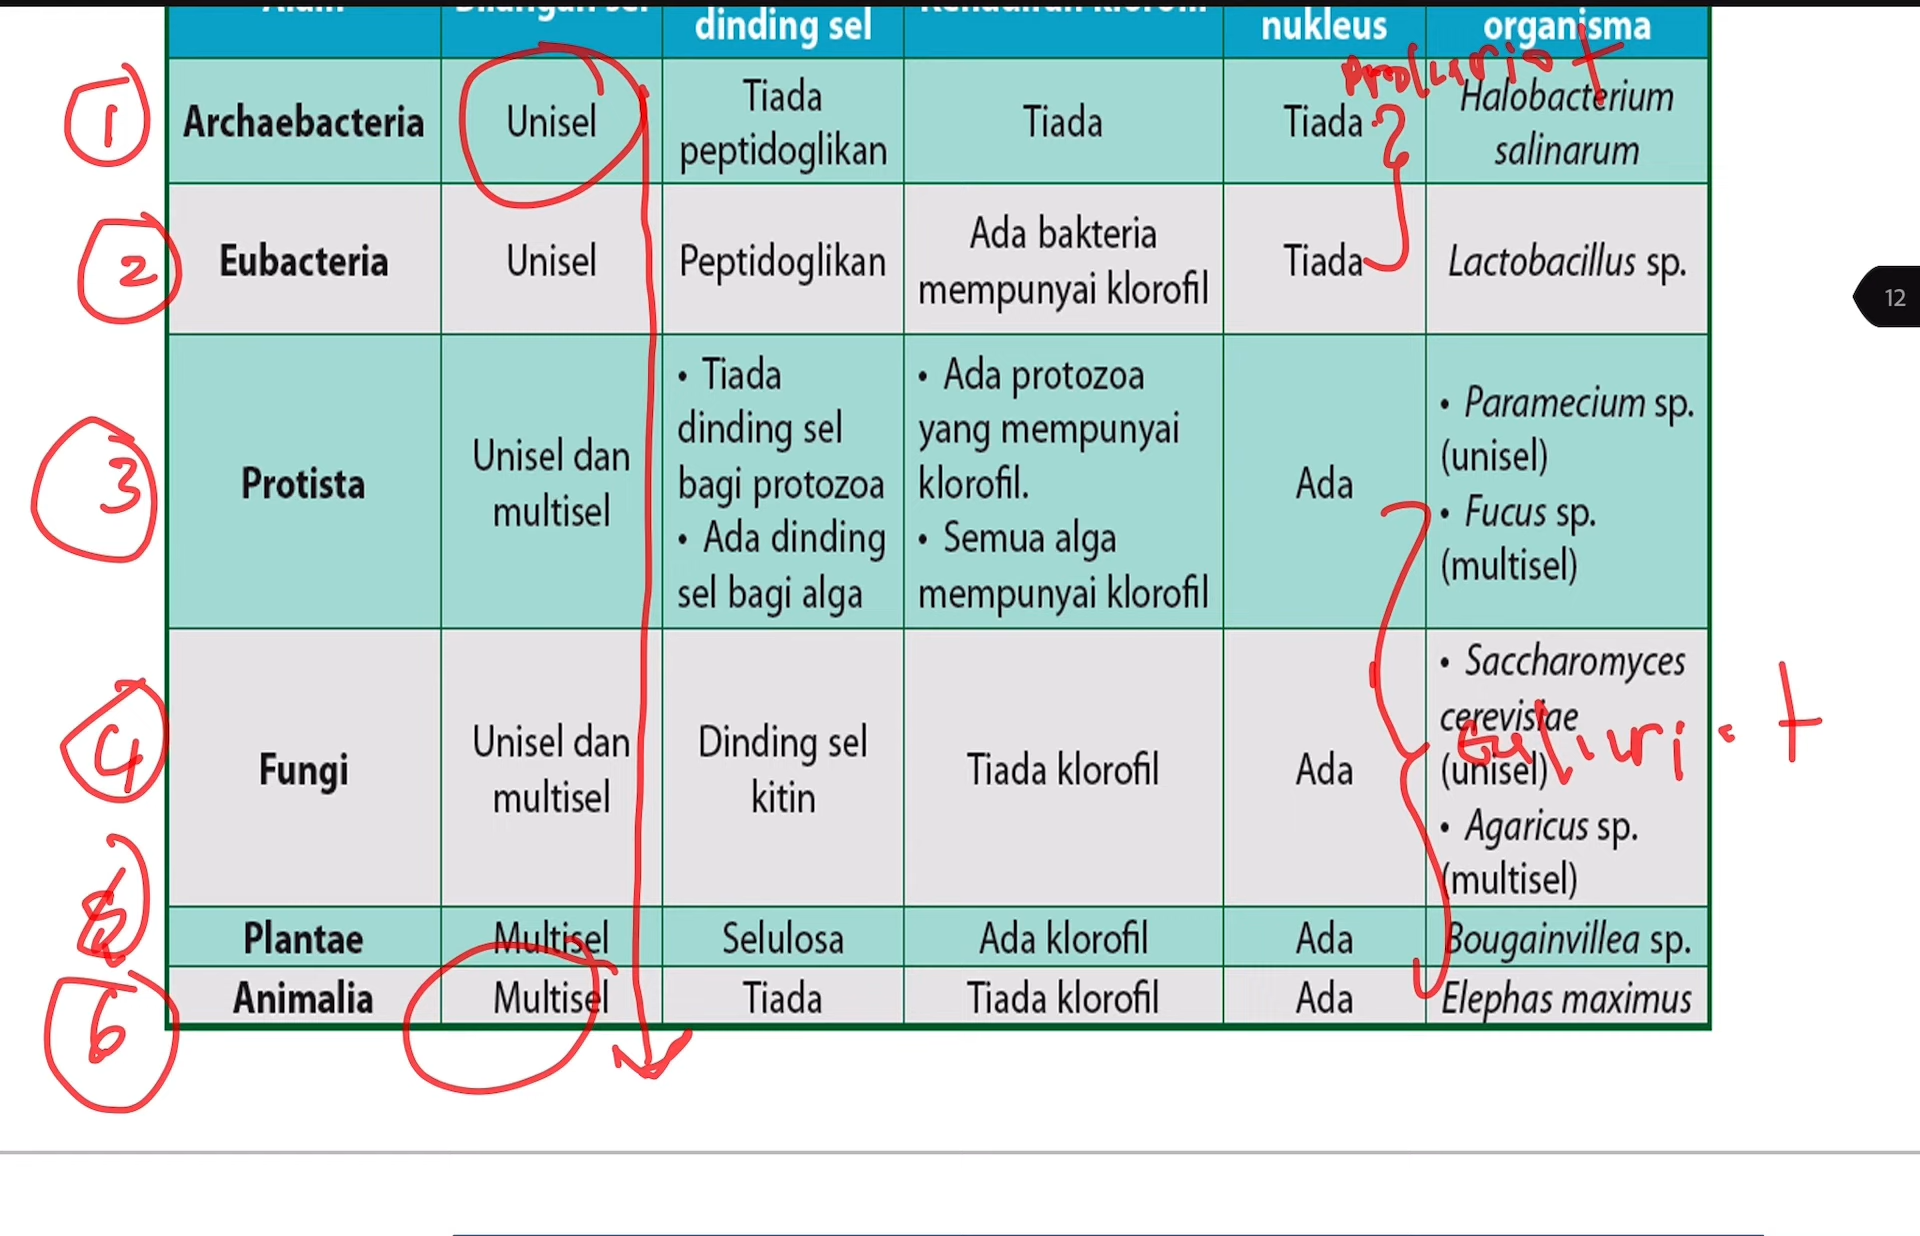 dinding sel
nukleus
organisma
prokariot
1
Archaebacteria
Unisel
Tiada
peptidoglikan
Tiada
Tiada
Halobacterium
salinarum
2
Eubacteria
Unisel
Peptidoglikan
Ada bakteria
mempunyai klorofil
Tiada
Lactobacillus sp.
12
3
Protista
Unisel dan
multisel
• Tiada
dinding sel
bagi protozoa
• Ada dinding
sel bagi alga
• Ada protozoa
yang mempunyai
klorofil.
• Semua alga
mempunyai klorofil
Ada
• Paramecium sp.
(unisel)
• Fucus sp.
(multisel)
4
Fungi
Unisel dan
multisel
Dinding sel
kitin
Tiada klorofil
Ada
• Saccharomyces
cerevisiae
(unisel)
• Agaricus sp.
(multisel)
5
Plantae
Multisel
Selulosa
Ada klorofil
Ada
Bougainvillea sp.
6
Animalia
Multisel
Tiada
Tiada klorofil
Ada
Elephas maximus